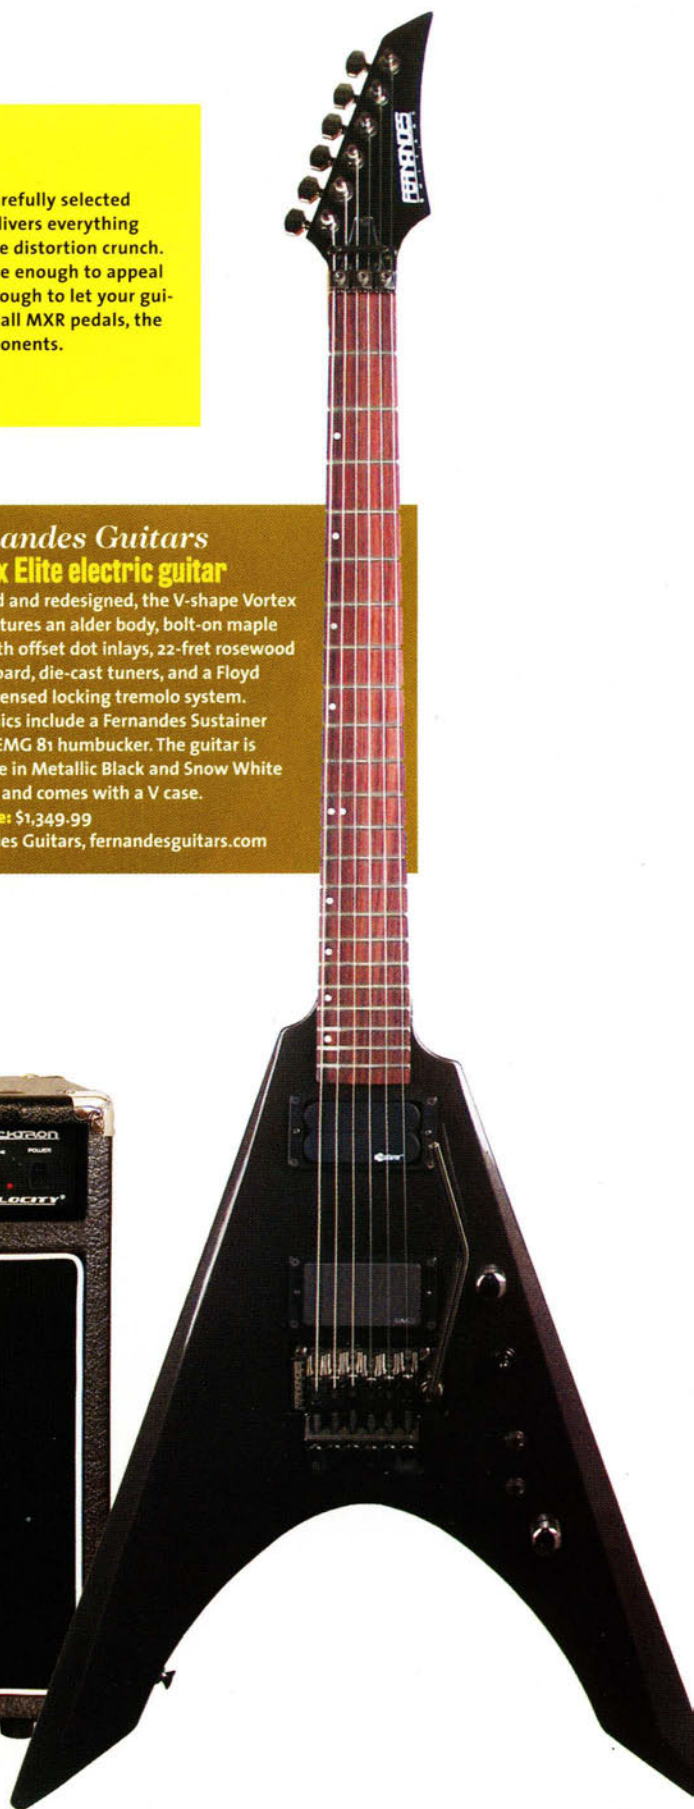 refully selected
livers everything
e distortion crunch.
e enough to appeal
ough to let your gui-
all MXR pedals, the
onents.
FERNANDES
andes Guitars
x Elite electric guitar
d and redesigned, the V-shape Vortex
tures an alder body, bolt-on maple
th offset dot inlays, 22-fret rosewood
oard, die-cast tuners, and a Floyd
ensed locking tremolo system.
ics include a Fernandes Sustainer
EMG 81 humbucker. The guitar is
e in Metallic Black and Snow White
and comes with a V case.
e: $1,349.99
es Guitars, fernandesguitars.com
CKTRON
POWER
LOCITY®